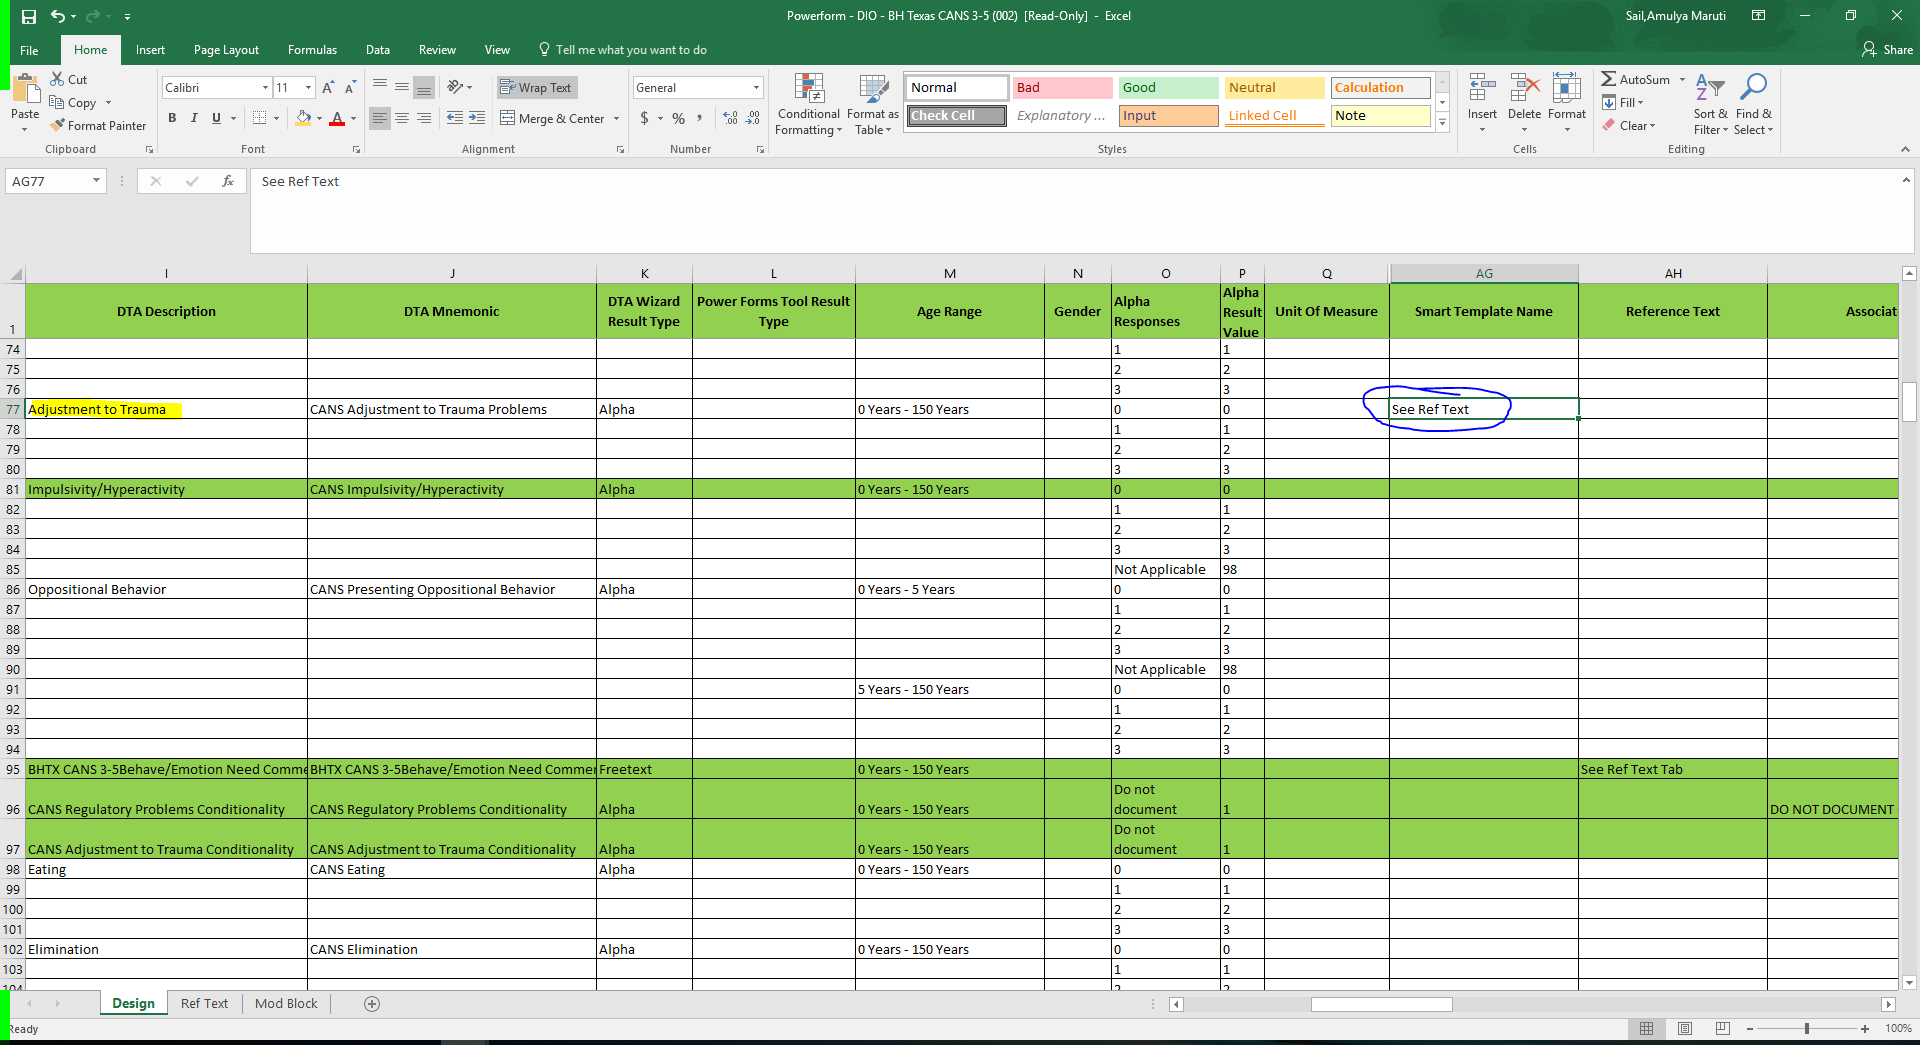 Powerform - DIO - BH Texas CANS 3-5 (002) [Read-Only] - Excel
Sail,Amulya Maruti
File Home Insert Page Layout Formulas Data Review View Tell me what you want to do
Share
Paste
Cut
Copy
Format Painter
Clipboard
Calibri 11 A A
B I U A
Font
Wrap Text
Merge & Center
Alignment
General
$ % , .00 .0
Number
Conditional Formatting
Format as Table
Normal Bad Good Neutral Calculation
Check Cell Explanatory ... Input Linked Cell Note
Styles
Insert Delete Format
Cells
AutoSum
Fill
Clear
Sort & Filter
Find & Select
Editing
AG77 fx See Ref Text
I J K L M N O P Q AG AH
1 DTA Description DTA Mnemonic DTA Wizard Result Type Power Forms Tool Result Type Age Range Gender Alpha Responses Alpha Result Value Unit Of Measure Smart Template Name Reference Text Associat
74 1 1
75 2 2
76 3 3
77 Adjustment to Trauma CANS Adjustment to Trauma Problems Alpha 0 Years - 150 Years 0 0 See Ref Text
78 1 1
79 2 2
80 3 3
81 Impulsivity/Hyperactivity CANS Impulsivity/Hyperactivity Alpha 0 Years - 150 Years 0 0
82 1 1
83 2 2
84 3 3
85 Not Applicable 98
86 Oppositional Behavior CANS Presenting Oppositional Behavior Alpha 0 Years - 5 Years 0 0
87 1 1
88 2 2
89 3 3
90 Not Applicable 98
91 5 Years - 150 Years 0 0
92 1 1
93 2 2
94 3 3
95 BHTX CANS 3-5Behave/Emotion Need Comme BHTX CANS 3-5Behave/Emotion Need Commer Freetext 0 Years - 150 Years See Ref Text Tab
96 CANS Regulatory Problems Conditionality CANS Regulatory Problems Conditionality Alpha 0 Years - 150 Years Do not document 1 DO NOT DOCUMENT
97 CANS Adjustment to Trauma Conditionality CANS Adjustment to Trauma Conditionality Alpha 0 Years - 150 Years Do not document 1
98 Eating CANS Eating Alpha 0 Years - 150 Years 0 0
99 1 1
100 2 2
101 3 3
102 Elimination CANS Elimination Alpha 0 Years - 150 Years 0 0
103 1 1
104 2 2
Design Ref Text Mod Block
Ready
100%